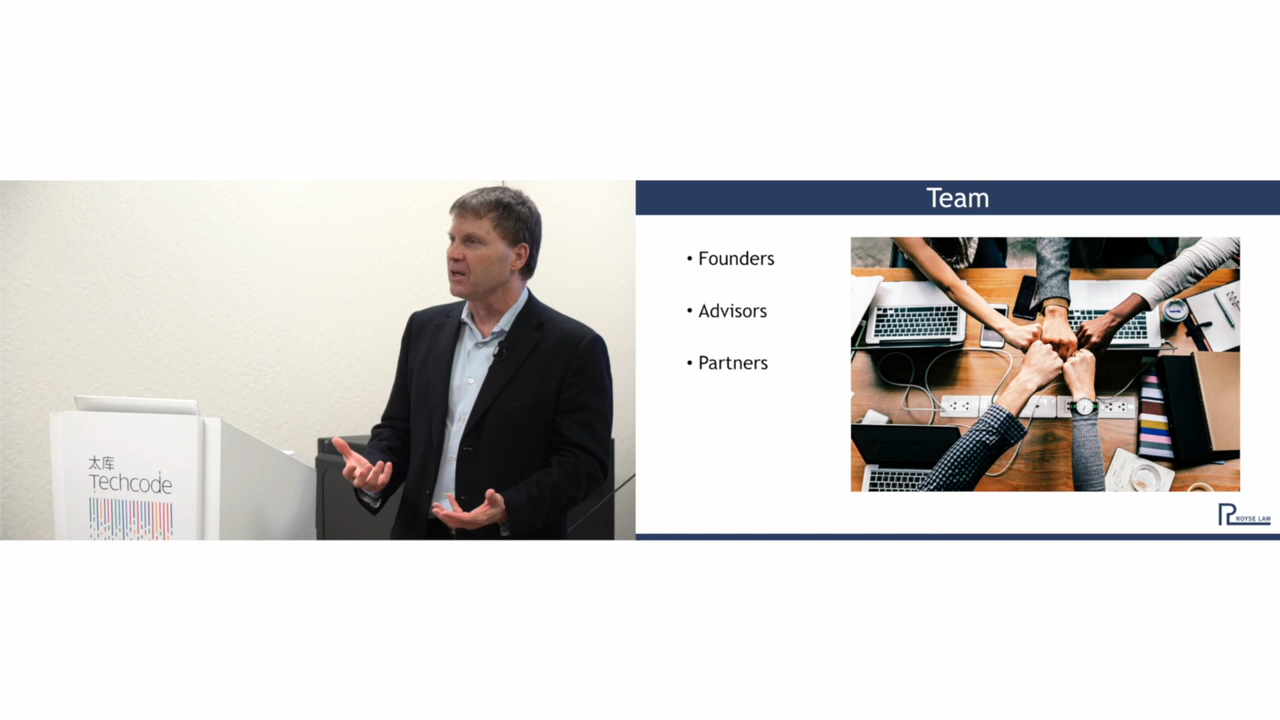 太库
Techcode
Team
• Founders
• Advisors
• Partners
ROYSE LAW